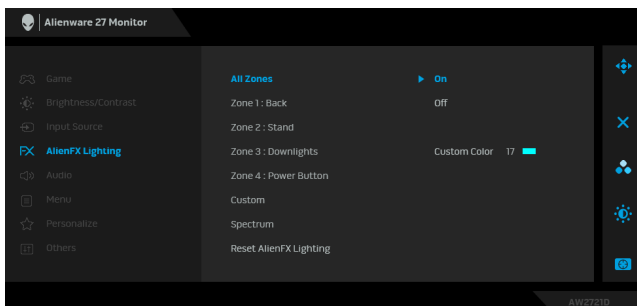 Alienware 27 Monitor
Game
All Zones
On
Brightness/Contrast
Zone 1 : Back
Off
Input Source
Zone 2 : Stand
FX AlienFX Lighting
Zone 3 : Downlights
Custom Color 17
Audio
Zone 4 : Power Button
Menu
Custom
Personalize
Spectrum
Others
Reset AlienFX Lighting
AW2721D